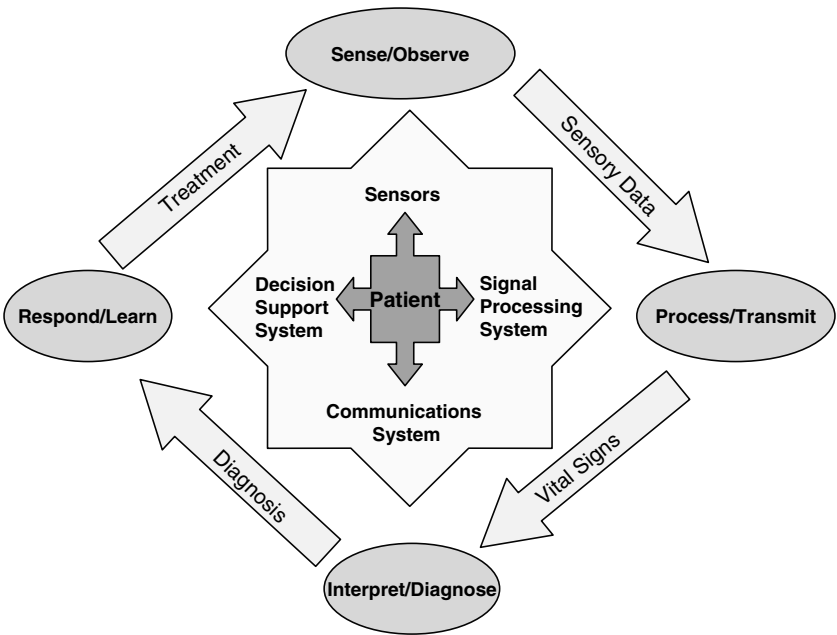 Sense/Observe
Sensory Data
Treatment
Sensors
Decision
Support
System
Patient
Signal
Processing
System
Respond/Learn
Process/Transmit
Communications
System
Diagnosis
Vital Signs
Interpret/Diagnose